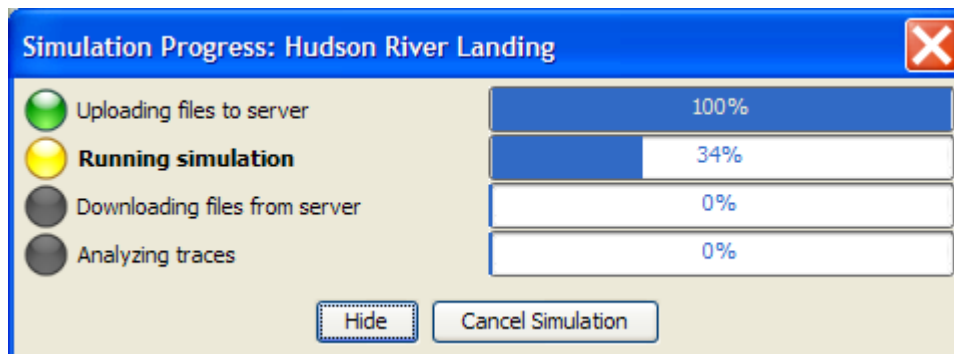 Simulation Progress: Hudson River Landing
Uploading files to server 100%
Running simulation 34%
Downloading files from server 0%
Analyzing traces 0%
Hide Cancel Simulation